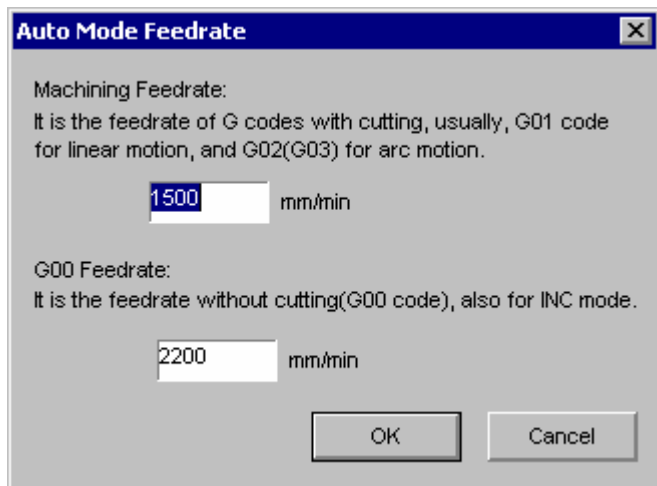 Auto Mode Feedrate
Machining Feedrate:
It is the feedrate of G codes with cutting, usually, G01 code
for linear motion, and G02(G03) for arc motion.
1500 mm/min
G00 Feedrate:
It is the feedrate without cutting(G00 code), also for INC mode.
2200 mm/min
OK Cancel